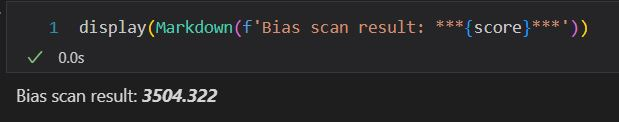 1 display(Markdown(f'Bias scan result: ***{score}***'))
✓ 0.0s
Bias scan result: 3504.322